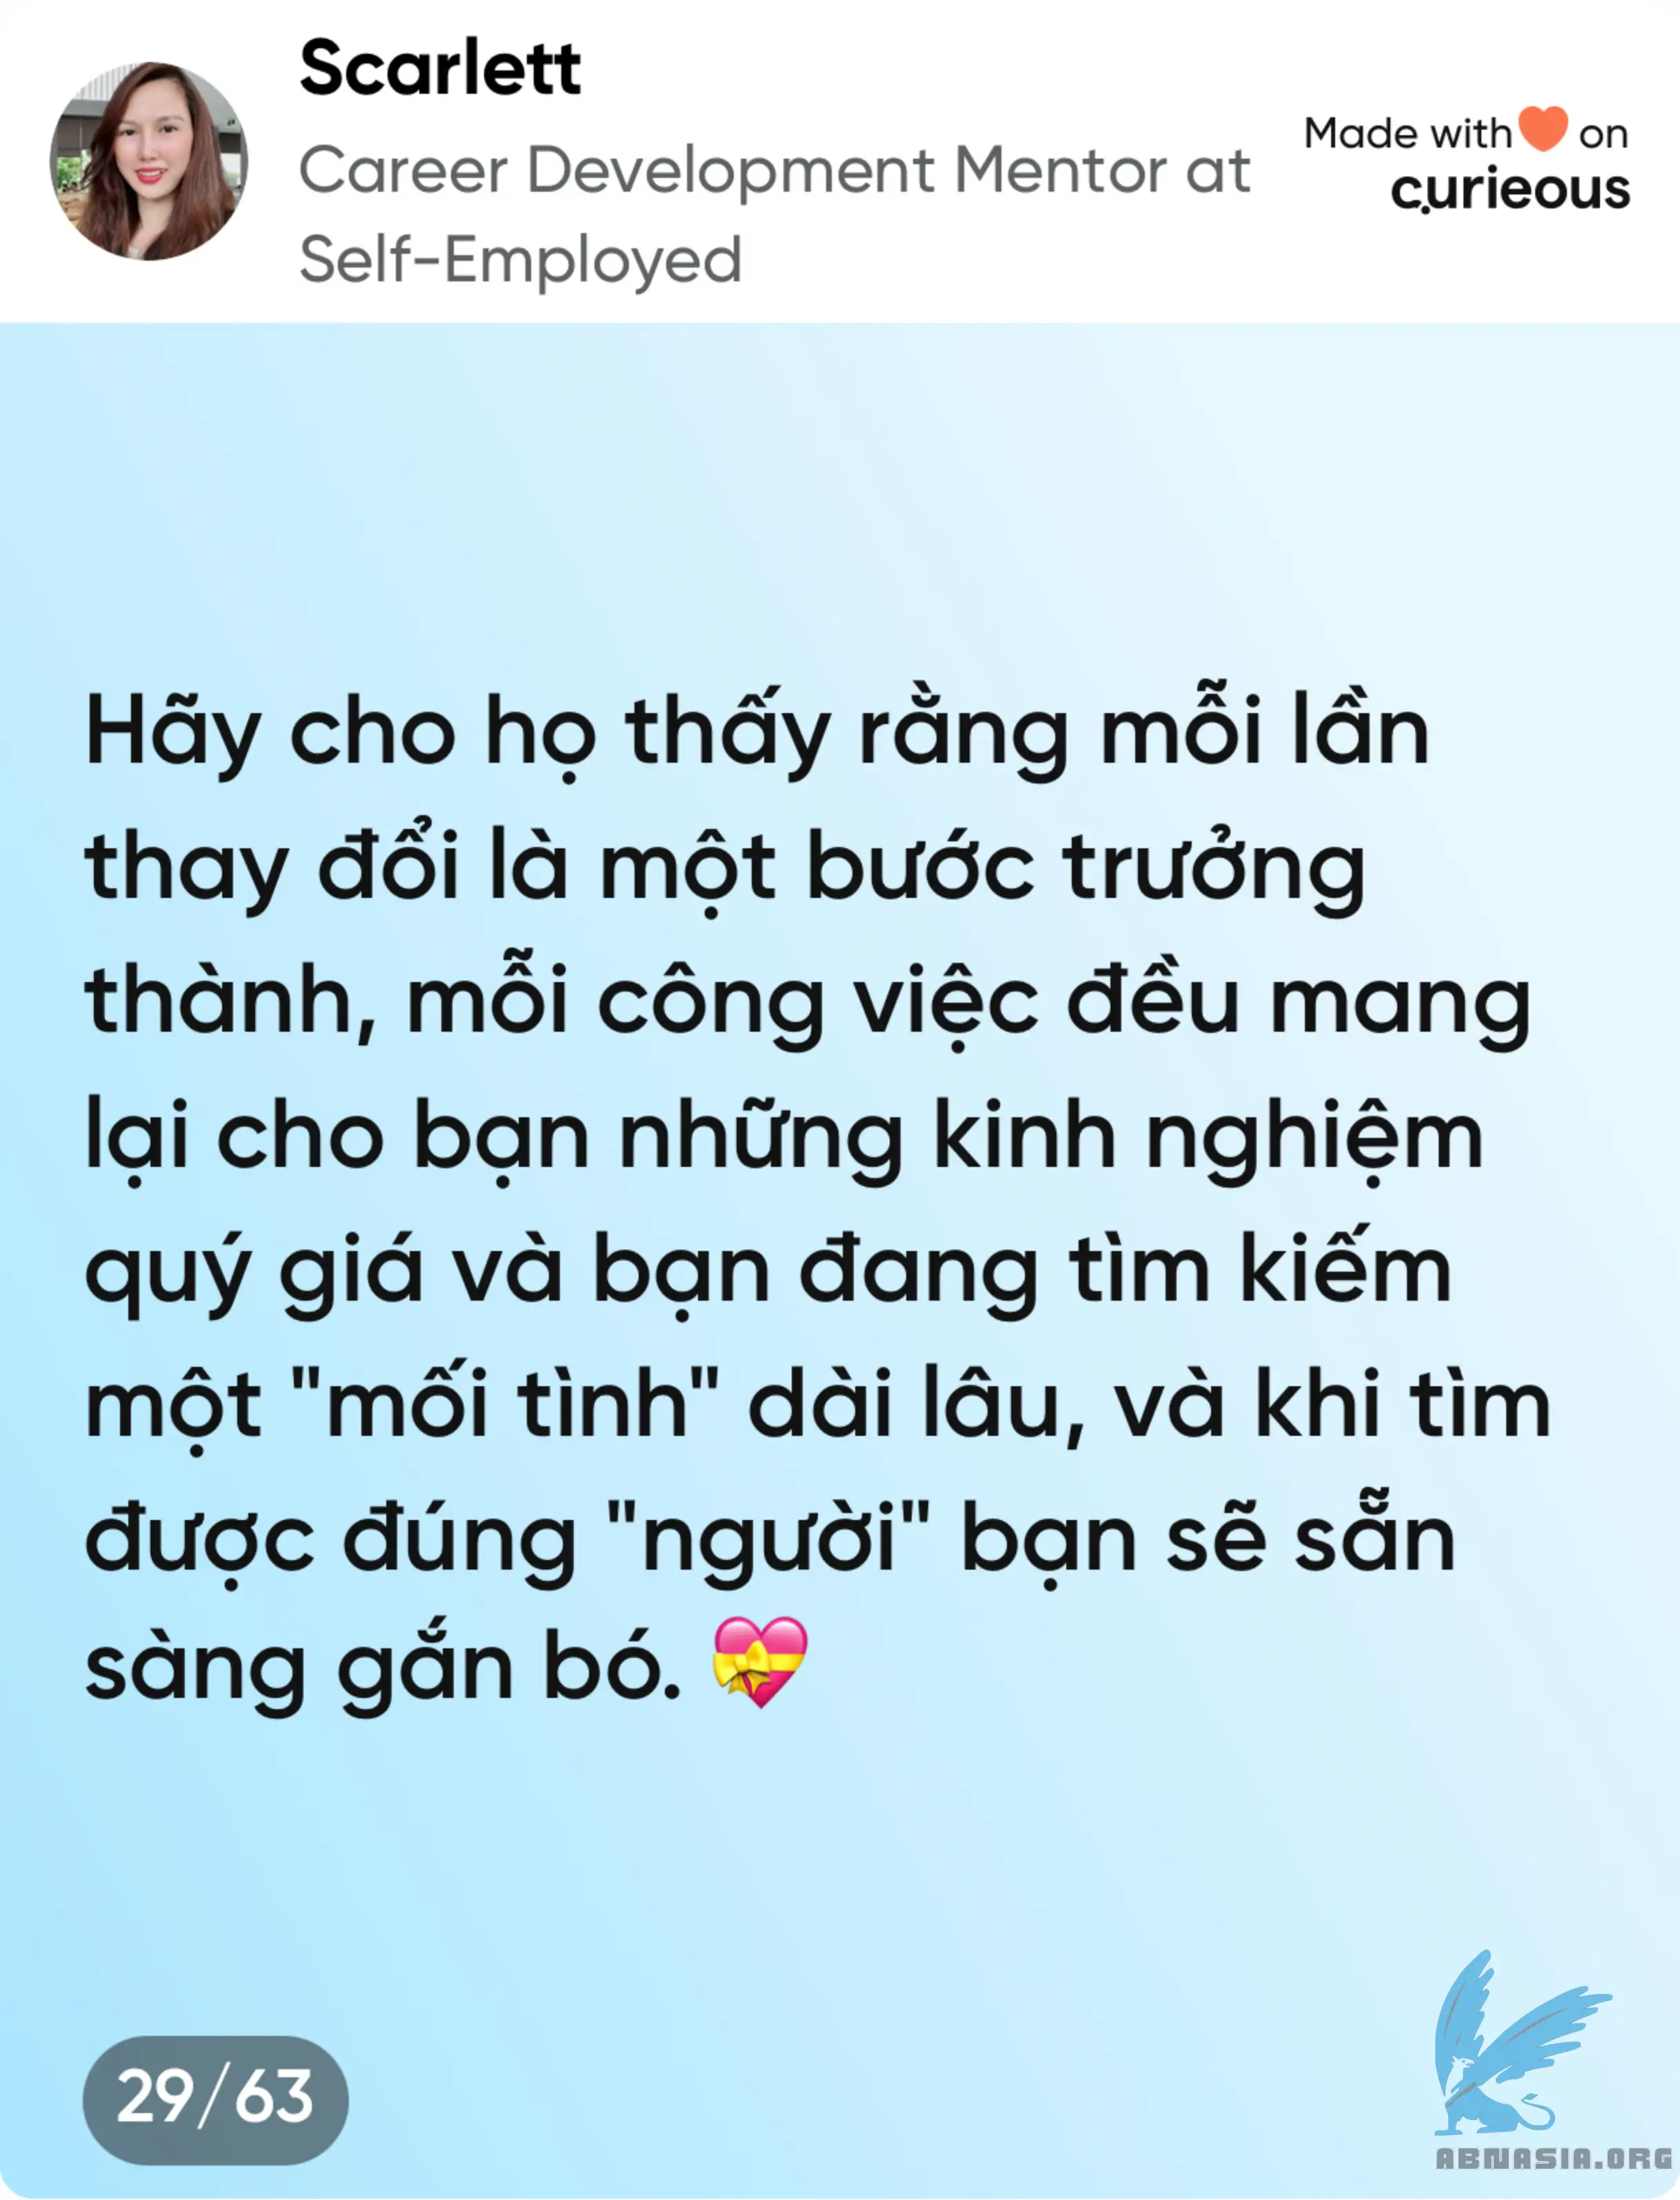 Scarlett
Career Development Mentor at
Self-Employed
Made with❤ on
curieous
Hãy cho họ thấy rằng mỗi lần
thay đổi là một bước trưởng
thành, mỗi công việc đều mang
lại cho bạn những kinh nghiệm
quý giá và bạn đang tìm kiếm
một "mối tình" dài lâu, và khi tìm
được đúng "người" bạn sẽ sẵn
sàng gắn bó. 💝
29/63
ABNASIA.ORG